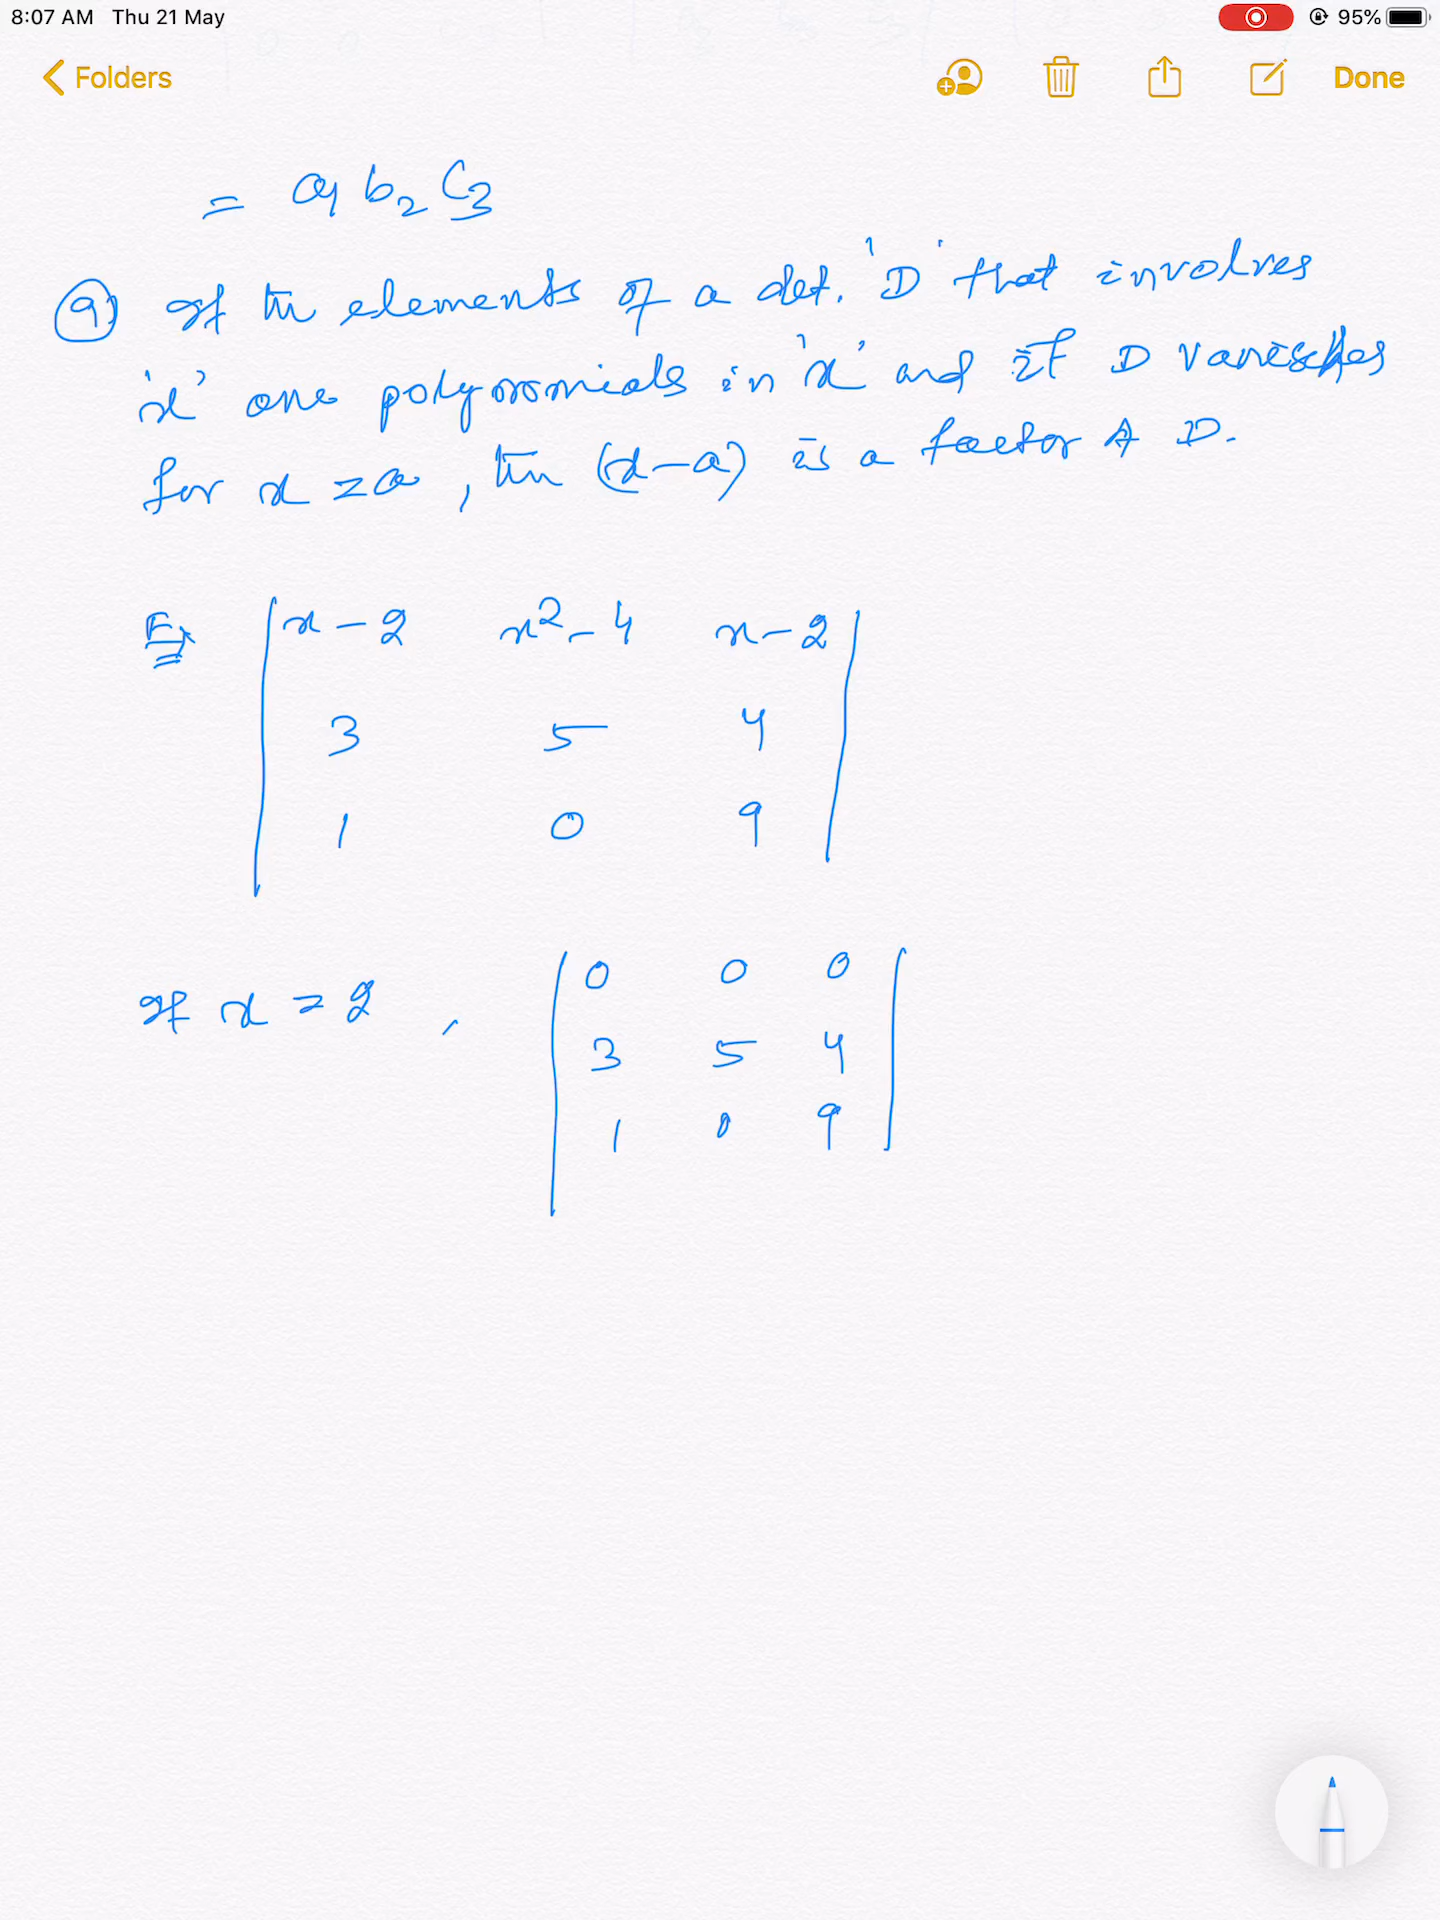 8:07 AM Thu 21 May 95%
Folders Done
= a1 b2 C3
9) If the elements of a det. 'D' that involves
'x' are polynomials in 'x' and if D vanisches
for x = a, then (x-a) is a factor of D.
Ex x-2 x²-4 x-2
3 5 4
1 0 9
If x = 2, 0 0 0
3 5 4
1 0 9